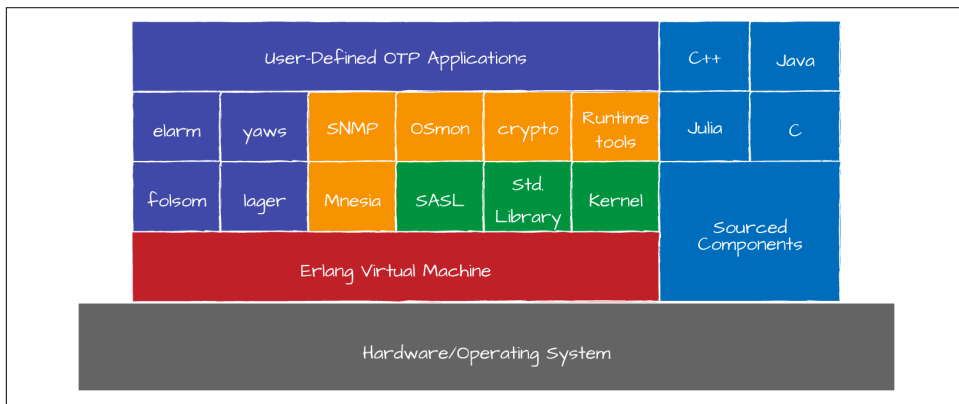 User-Defined OTP Applications
C++
Java
elarm
yaws
SNMP
OSmon
crypto
Runtime
tools
Julia
C
folsom
lager
Mnesia
SASL
Std.
Library
Kernel
Sourced
Components
Erlang Virtual Machine
Hardware/Operating System